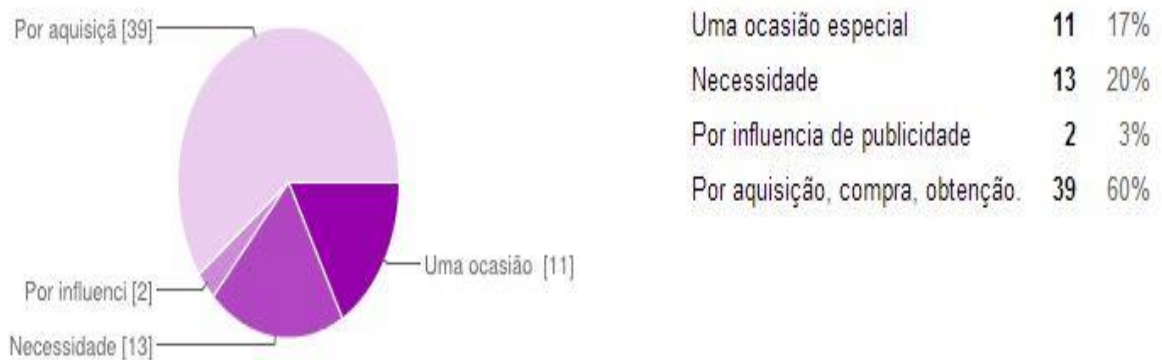 Por aquisiçã [39]
Por influenci [2]
Necessidade [13]
Uma ocasião [11]
Uma ocasião especial 11 17%
Necessidade 13 20%
Por influencia de publicidade 2 3%
Por aquisição, compra, obtenção. 39 60%